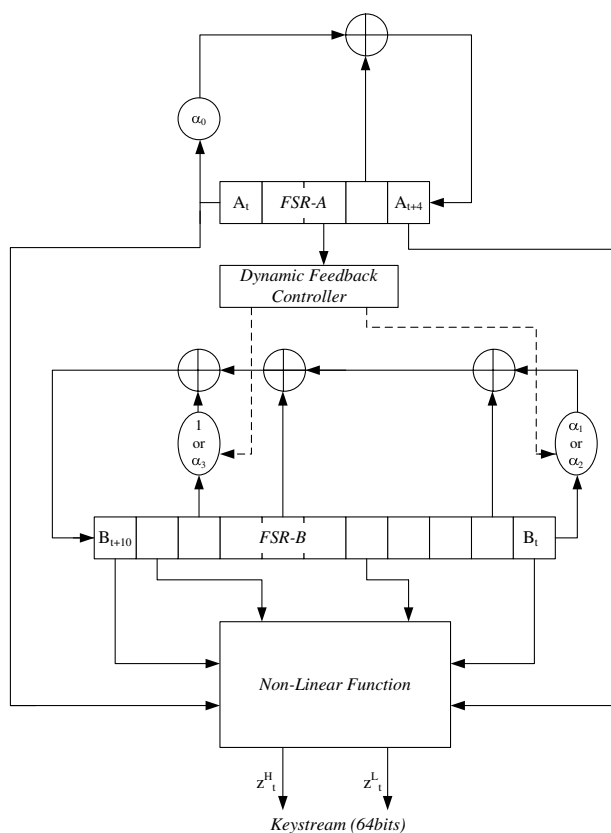 α0
At FSR-A At+4
Dynamic Feedback
Controller
1
or
α3
α1
or
α2
Bt+10 FSR-B Bt
Non-Linear Function
zHt zLt
Keystream (64bits)